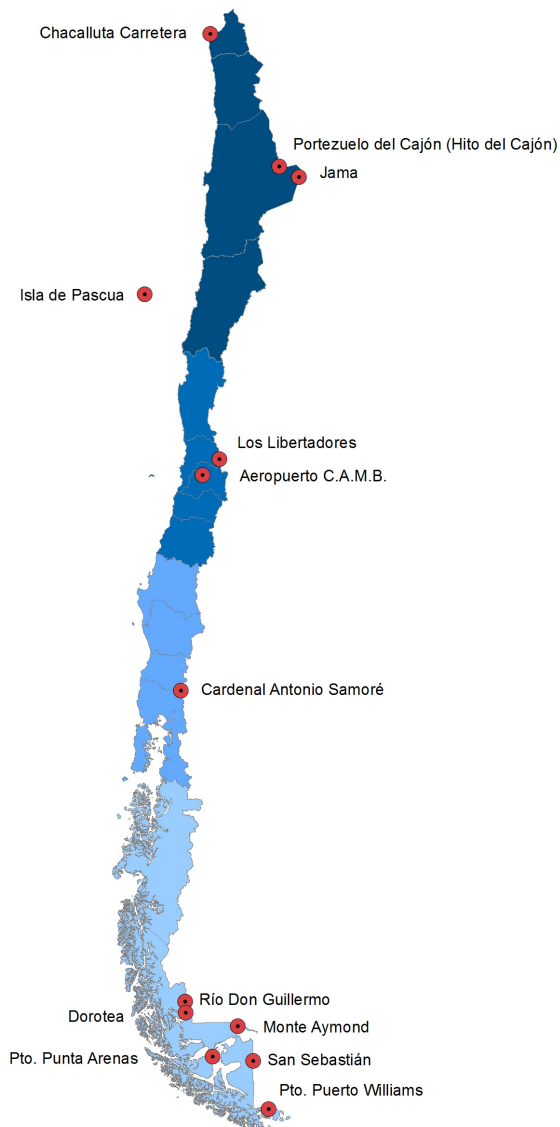 Chacalluta Carretera
Portezuelo del Cajón (Hito del Cajón)
Jama
Isla de Pascua
Los Libertadores
Aeropuerto C.A.M.B.
Cardenal Antonio Samoré
Río Don Guillermo
Dorotea
Monte Aymond
Pto. Punta Arenas
San Sebastián
Pto. Puerto Williams